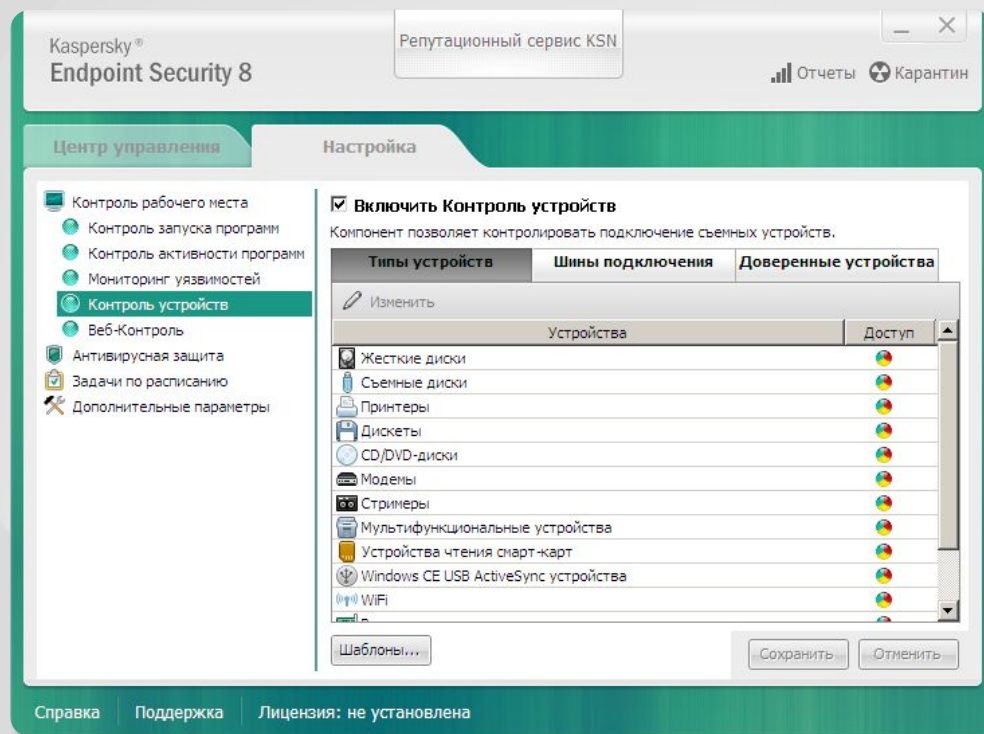 Kaspersky ®
Endpoint Security 8
Репутационный сервис KSN
Отчеты
Карантин
Центр управления
Настройка
Контроль рабочего места
Контроль запуска программ
Контроль активности программ
Мониторинг уязвимостей
Контроль устройств
Веб-Контроль
Антивирусная защита
Задачи по расписанию
Дополнительные параметры
Включить Контроль устройств
Компонент позволяет контролировать подключение съемных устройств.
Типы устройств
Шины подключения
Доверенные устройства
Изменить
Устройства
Доступ
Жесткие диски
Съемные диски
Принтеры
Дискеты
CD/DVD-диски
Модемы
Стримеры
Мультифункциональные устройства
Устройства чтения смарт-карт
Windows CE USB ActiveSync устройства
WiFi
Шаблоны...
Сохранить
Отменить
Справка
Поддержка
Лицензия: не установлена